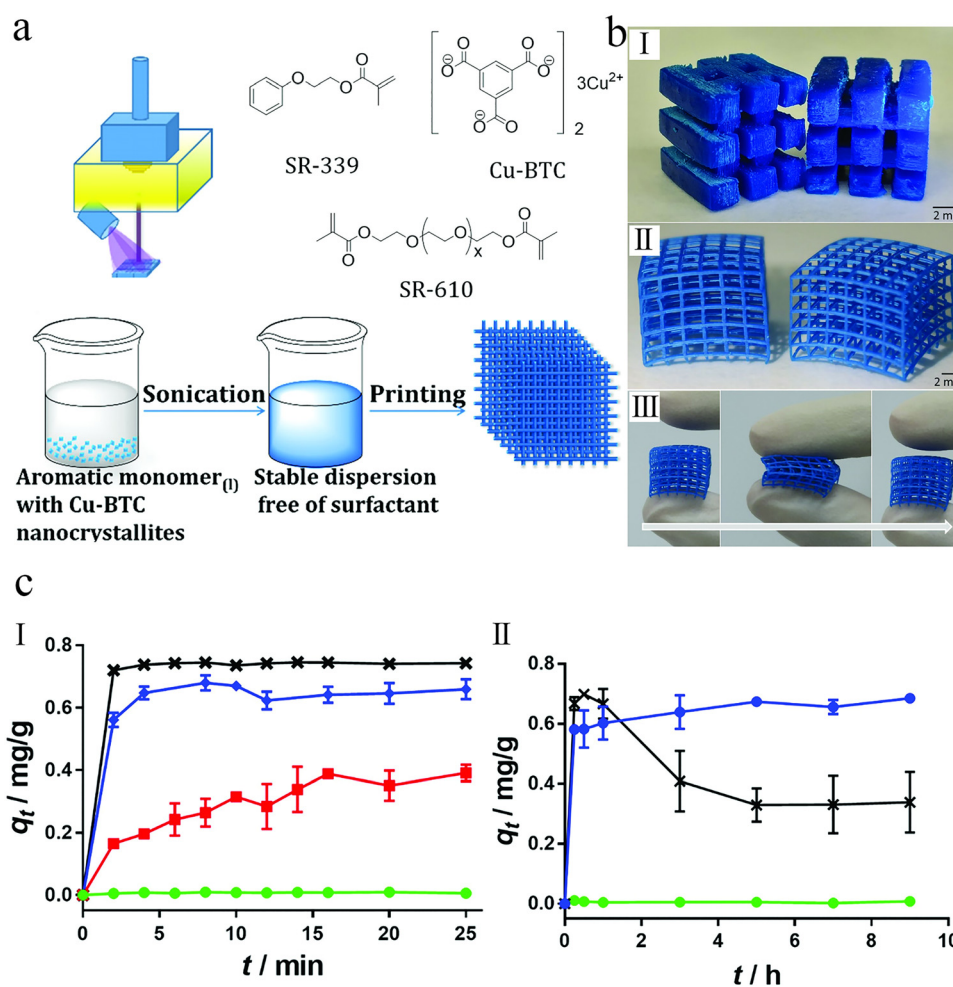 a
O
O
O
SR-339
O
O⊖
⊖O
O
O⊖
O
2
3Cu²⁺
Cu-BTC
O
O
O
O
x
O
O
SR-610
Sonication
Printing
Aromatic monomer(l)
with Cu-BTC
nanocrystallites
Stable dispersion
free of surfactant
b
I
2 m
II
2 m
III
c
I
0.8
0.6
0.4
0.2
0.0
qt / mg/g
0
5
10
15
20
25
t / min
II
0.8
0.6
0.4
0.2
0.0
qt / mg/g
0
2
4
6
8
10
t / h